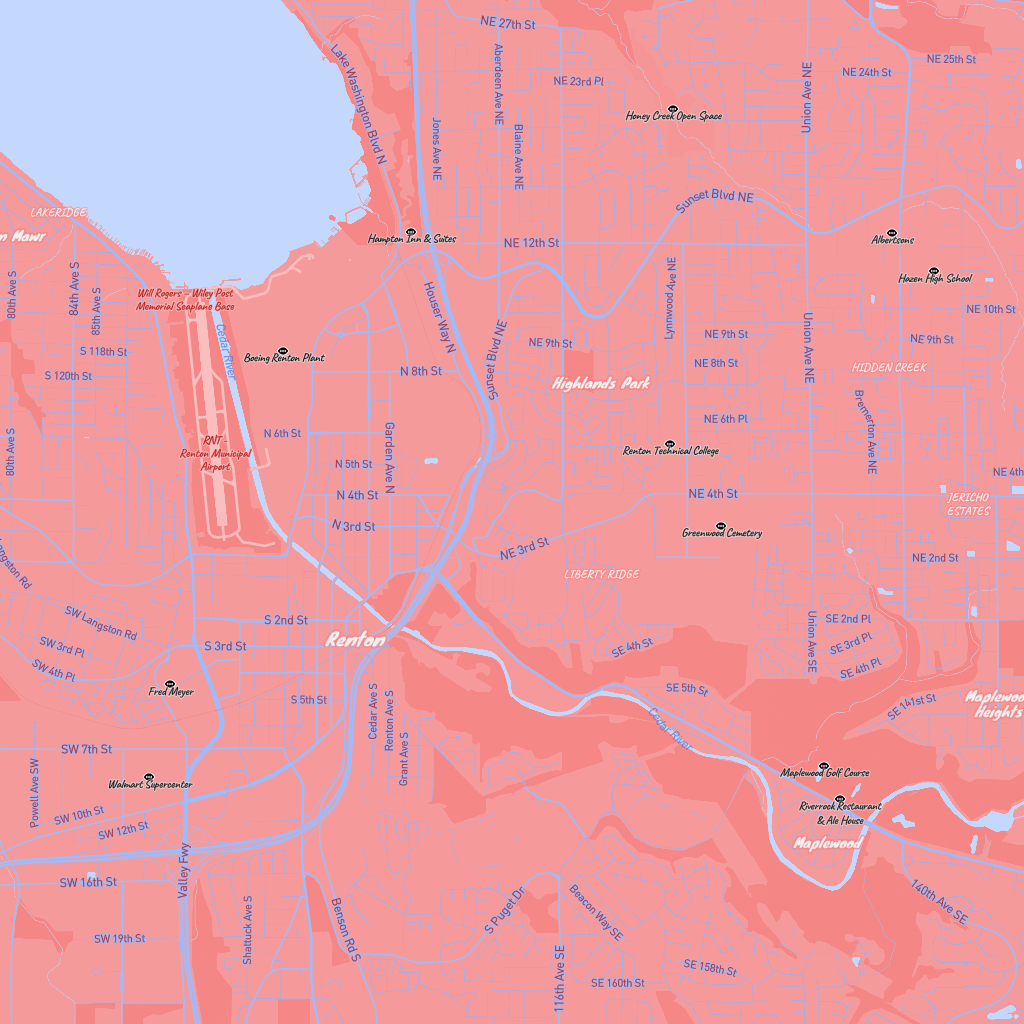 NE 27th St
Lake Washington Blvd N
Aberdeen Ave NE
NE 25th St
NE 24th St
NE 23rd Pl
Union Ave NE
Honey Creek Open Space
Jones Ave NE
Blaine Ave NE
Sunset Blvd NE
LAKERIDGE
n Mawr
Hampton Inn & Suites
NE 12th St
Albertsons
Hazen High School
80th Ave S
84th Ave S
85th Ave S
Will Rogers - Wiley Post
Memorial Seaplane Base
Cedar River
Houser Way N
Lynnwood Ave NE
NE 10th St
Union Ave NE
NE 9th St
NE 9th St
NE 9th St
S 118th St
Boeing Renton Plant
Sunset Blvd NE
N 8th St
NE 8th St
HIDDEN CREEK
S 120th St
Highlands Park
Bremerton Ave NE
NE 6th Pl
80th Ave S
N 6th St
Garden Ave N
RNT -
Renton Municipal
Airport
Renton Technical College
N 5th St
NE 4th
N 4th St
NE 4th St
JERICHO
ESTATES
N 3rd St
Greenwood Cemetery
NE 3rd St
NE 2nd St
Langston Rd
LIBERTY RIDGE
SW Langston Rd
S 2nd St
SE 2nd Pl
Union Ave SE
Renton
SW 3rd Pl
S 3rd St
SE 4th St
SE 3rd Pl
SW 4th Pl
SE 4th Pl
Fred Meyer
SE 5th St
S 5th St
Cedar Ave S
Renton Ave S
Grant Ave S
SE 141st St
Maplewoo
Heights
Cedar River
SW 7th St
Powell Ave SW
Walmart Supercenter
Maplewood Golf Course
Riverrock Restaurant
& Ale House
SW 10th St
SW 12th St
Maplewood
Valley Fwy
SW 16th St
140th Ave SE
Shattuck Ave S
Benson Rd S
S Puget Dr
Beacon Way SE
SW 19th St
116th Ave SE
SE 158th St
SE 160th St